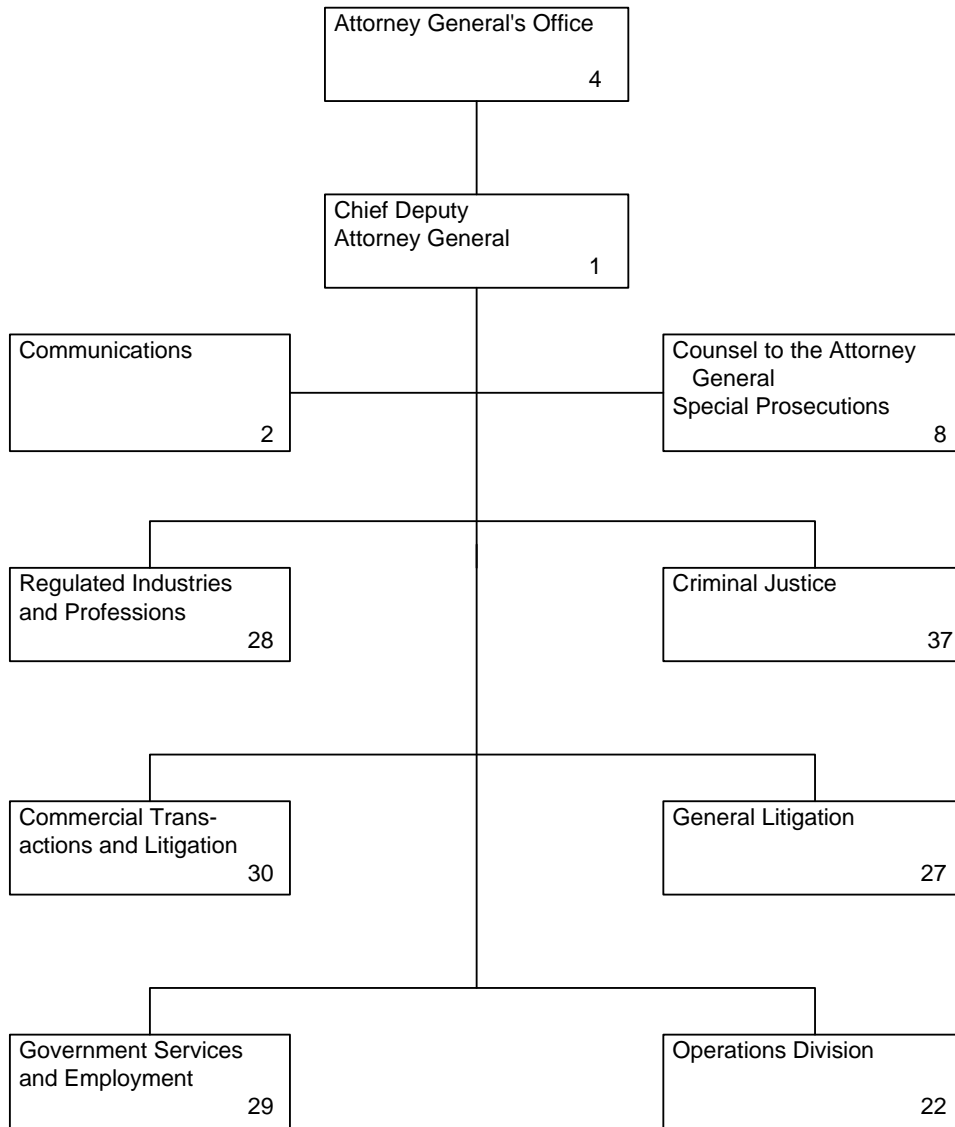 Attorney General's Office
4
Chief Deputy
Attorney General
1
Communications
2
Counsel to the Attorney
General
Special Prosecutions
8
Regulated Industries
and Professions
28
Criminal Justice
37
Commercial Trans-
actions and Litigation
30
General Litigation
27
Government Services
and Employment
29
Operations Division
22